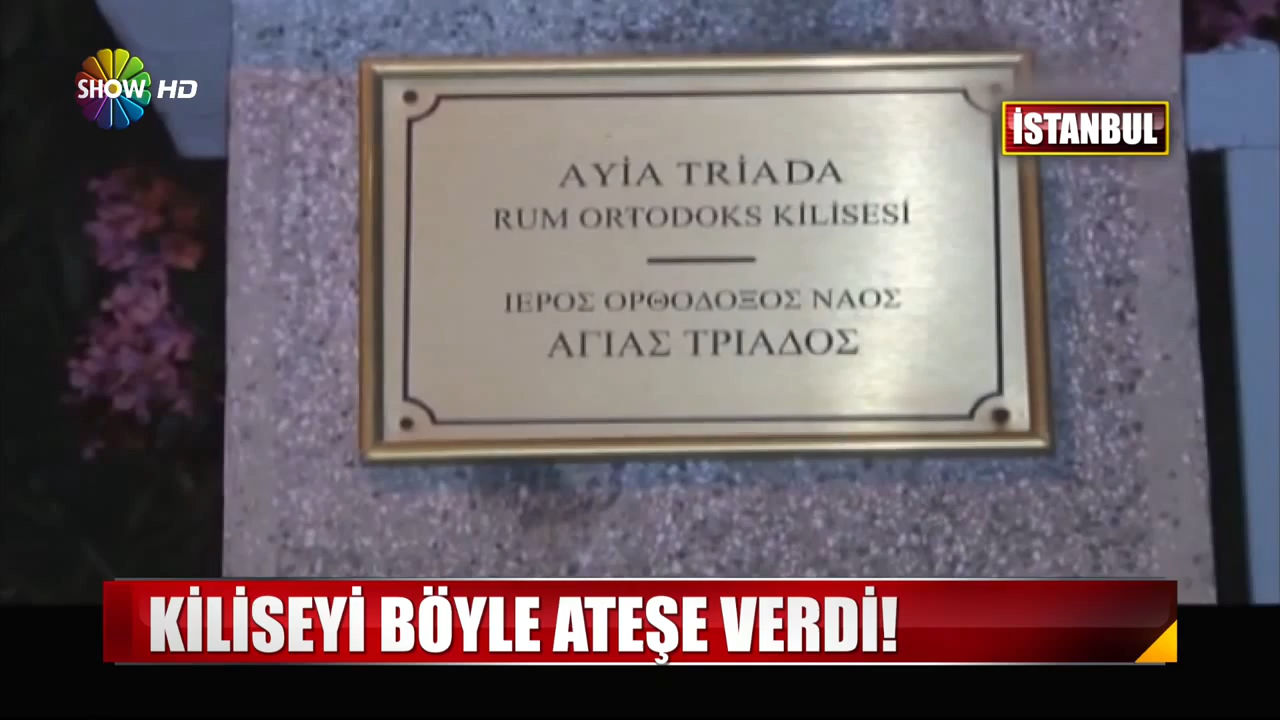 SHOW HD
İSTANBUL
AYİA TRİADA
RUM ORTODOKS KİLİSESİ
ΙΕΡΟΣ ΟΡΘΟΔΟΞΟΣ ΝΑΟΣ
ΑΓΙΑΣ ΤΡΙΑΔΟΣ
KİLİSEYİ BÖYLE ATEŞE VERDİ!